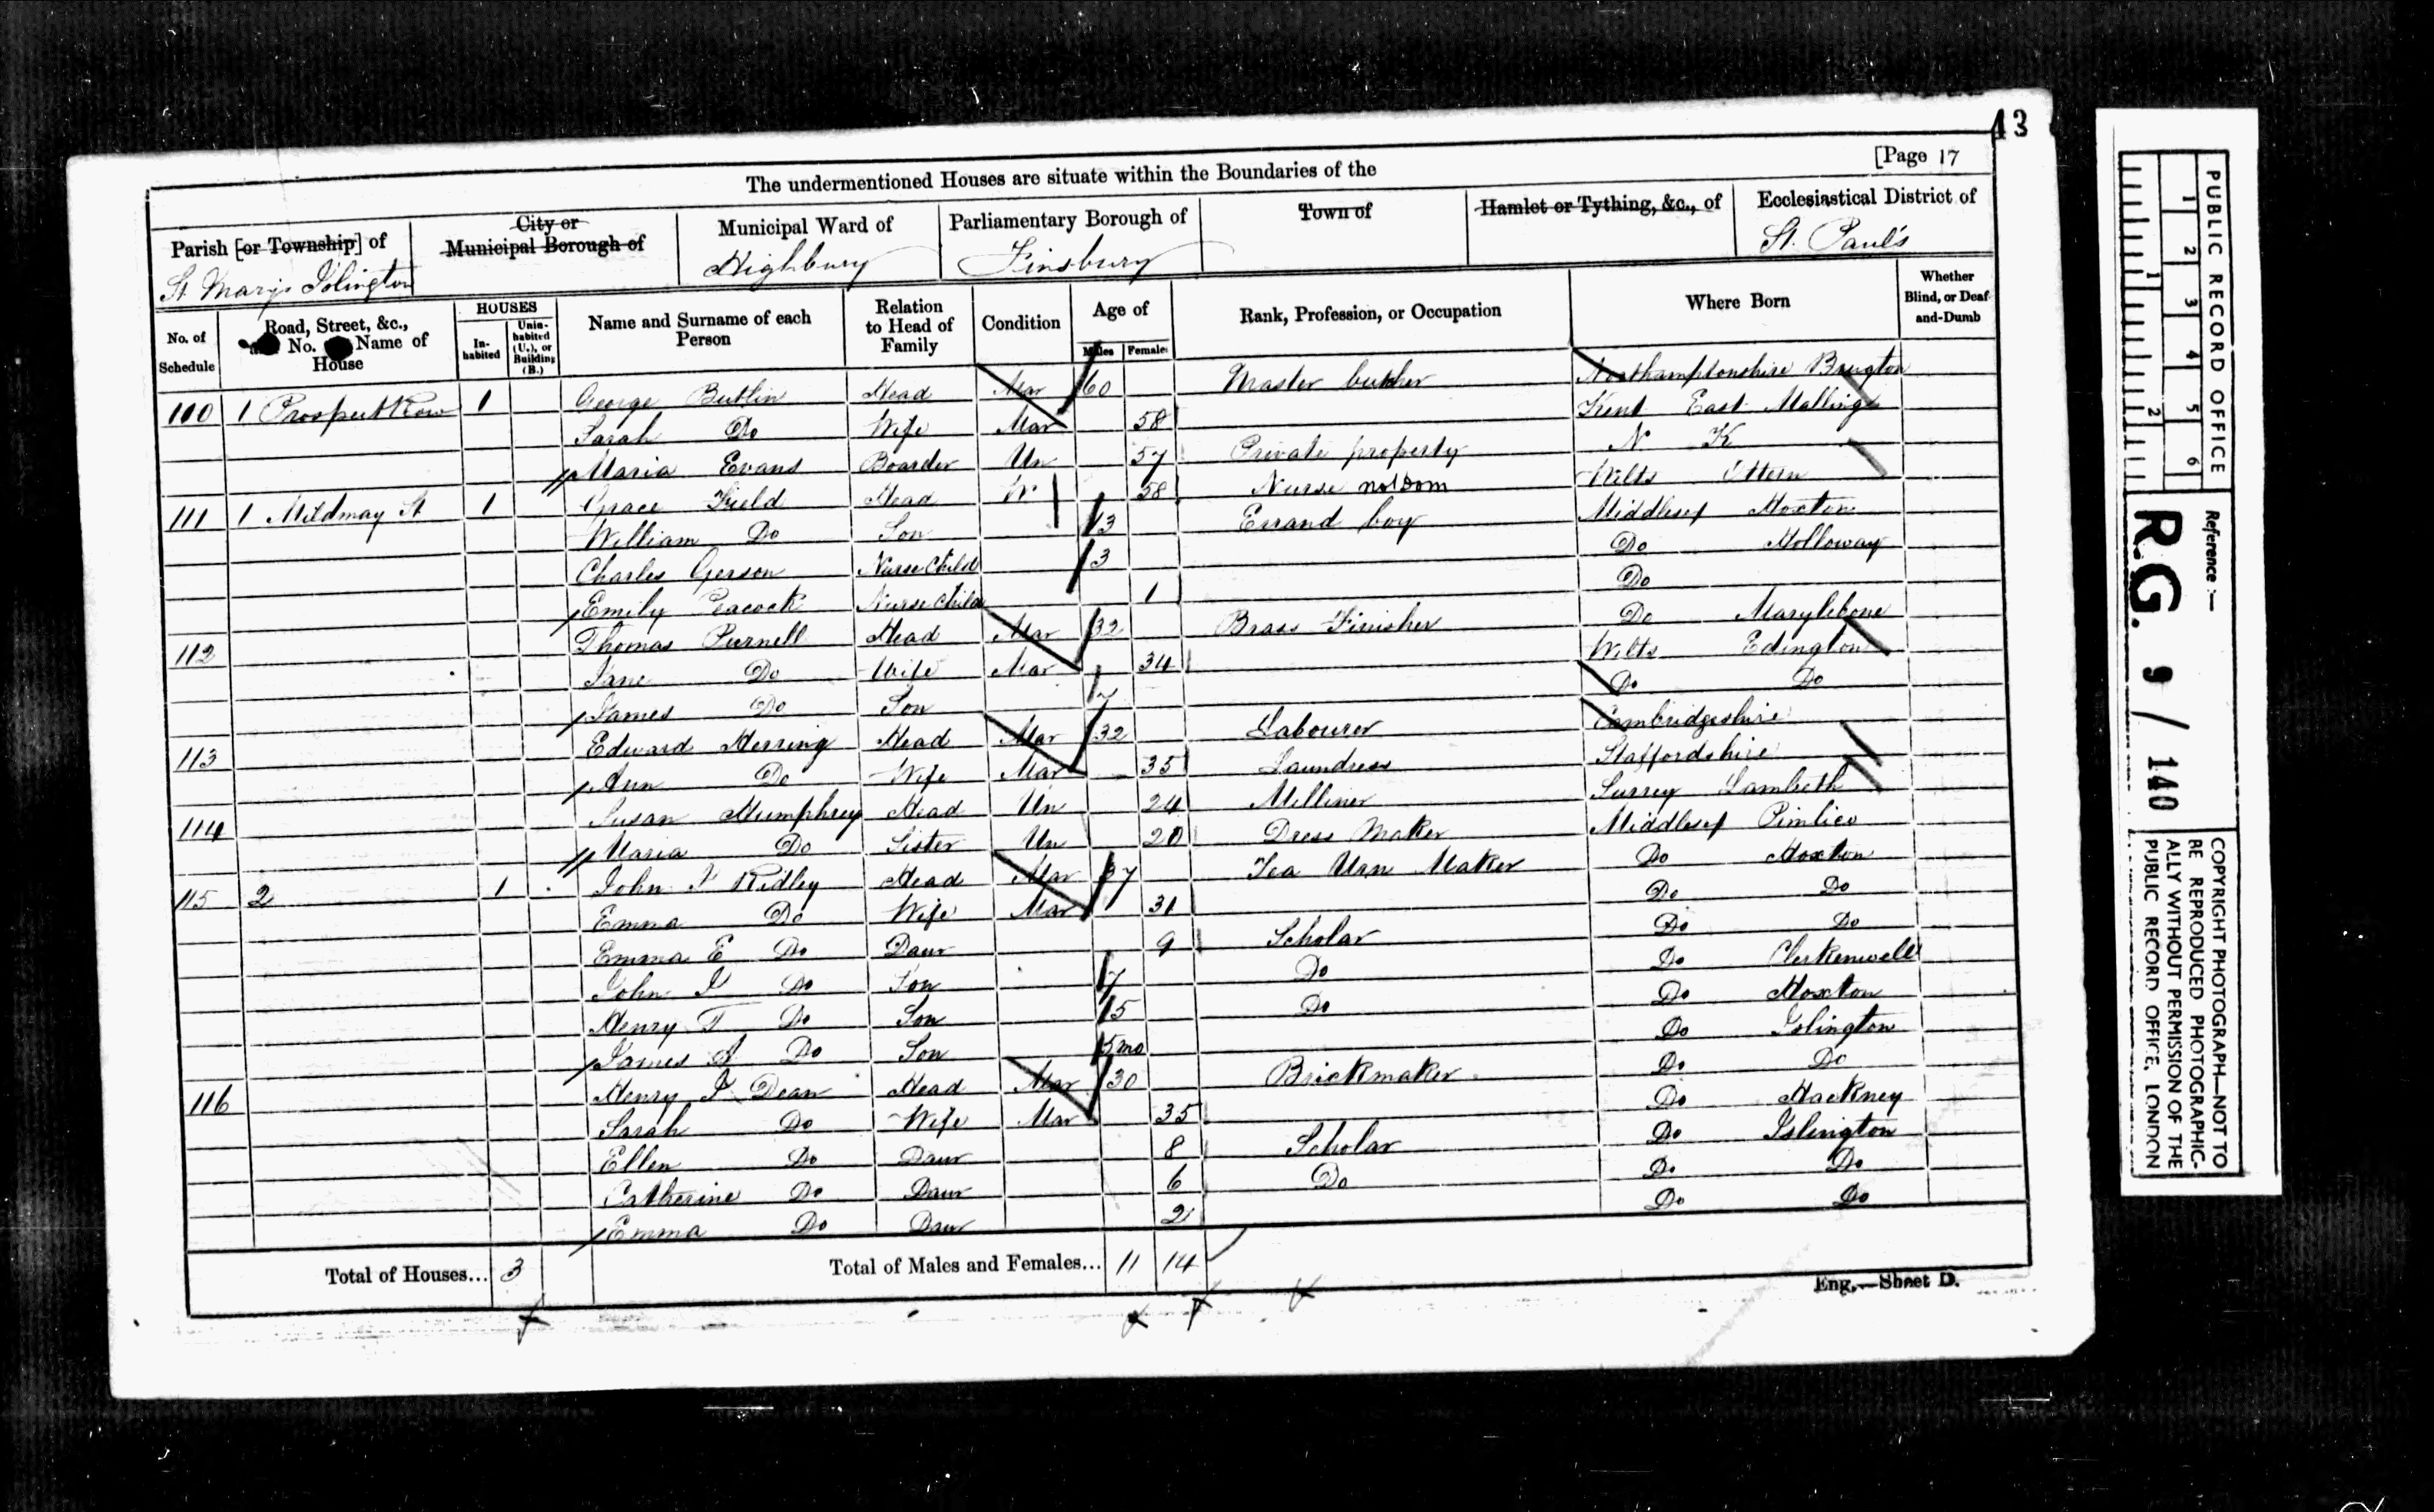 13
[Page 17
The undermentioned Houses are situate within the Boundaries of the
Parish [or Township] of
City or Municipal Borough of
Municipal Ward of
Parliamentary Borough of
Town of
Hamlet or Tything, &c., of
Ecclesiastical District of
St. Marys Islington
Highbury
Finsbury
St. Paul's
No. of Schedule
Road, Street, &c., and No. Name of House
HOUSES
In-habited
Unin-habited (U.), or Building (B.)
Name and Surname of each Person
Relation to Head of Family
Condition
Age of
Males
Females
Rank, Profession, or Occupation
Where Born
Whether Blind, or Deaf-and-Dumb
110 1 Prospect Row 1 George Butlin Head Mar 60 Master butcher Northamptonshire
Sarah Do Wife Mar 58 Kent East Malling
Maria Evans Boarder Un 57 Private property N. K
111 1 Mildmay St 1 Grace Field Head W 58 Nurse not Dom Wilts
William Do Son 13 Errand boy Middlesex Hoxton
Charles Gerson Nurse Child 3 Do Holloway
Emily Peacock Nurse Child 1 Do
112 Thomas Purnell Head Mar 32 Brass Finisher Do Marylebone
Jane Do Wife Mar 34 Wilts Edington
James Do Son 7 Do Do
113 Edward Herring Head Mar 32 Labourer Cambridgeshire
Ann Do Wife Mar 35 Laundress Staffordshire
114 Susan Humphrey Head Un 24 Milliner Surrey Lambeth
Maria Do Sister Un 20 Dress Maker Middlesex Pimlico
115 2 1 John Ridley Head Mar 37 Tea Urn Maker Do Hoxton
Emma Do Wife Mar 31 Do Do
Emma E Do Daur 9 Scholar Do Do
John J Do Son 7 Do Do Clerkenwell
Henry T Do Son 5 Do Do Hoxton
James A Do Son 5 mo Do Islington
116 Henry J Dean Head Mar 30 Brickmaker Do Do
Sarah Do Wife Mar 35 Do Hackney
Ellen Do Daur 8 Scholar Do Islington
Catherine Do Daur 6 Do Do Do
Emma Do Daur 2 Do Do
Total of Houses... 3
Total of Males and Females... 11 14
Eng.—Sheet D.
PUBLIC RECORD OFFICE
1 2 3 4 5 6
1 2
Reference:—
R.G. 9 / 140
COPYRIGHT PHOTOGRAPH—NOT TO
BE REPRODUCED PHOTOGRAPHIC-
ALLY WITHOUT PERMISSION OF THE
PUBLIC RECORD OFFICE, LONDON